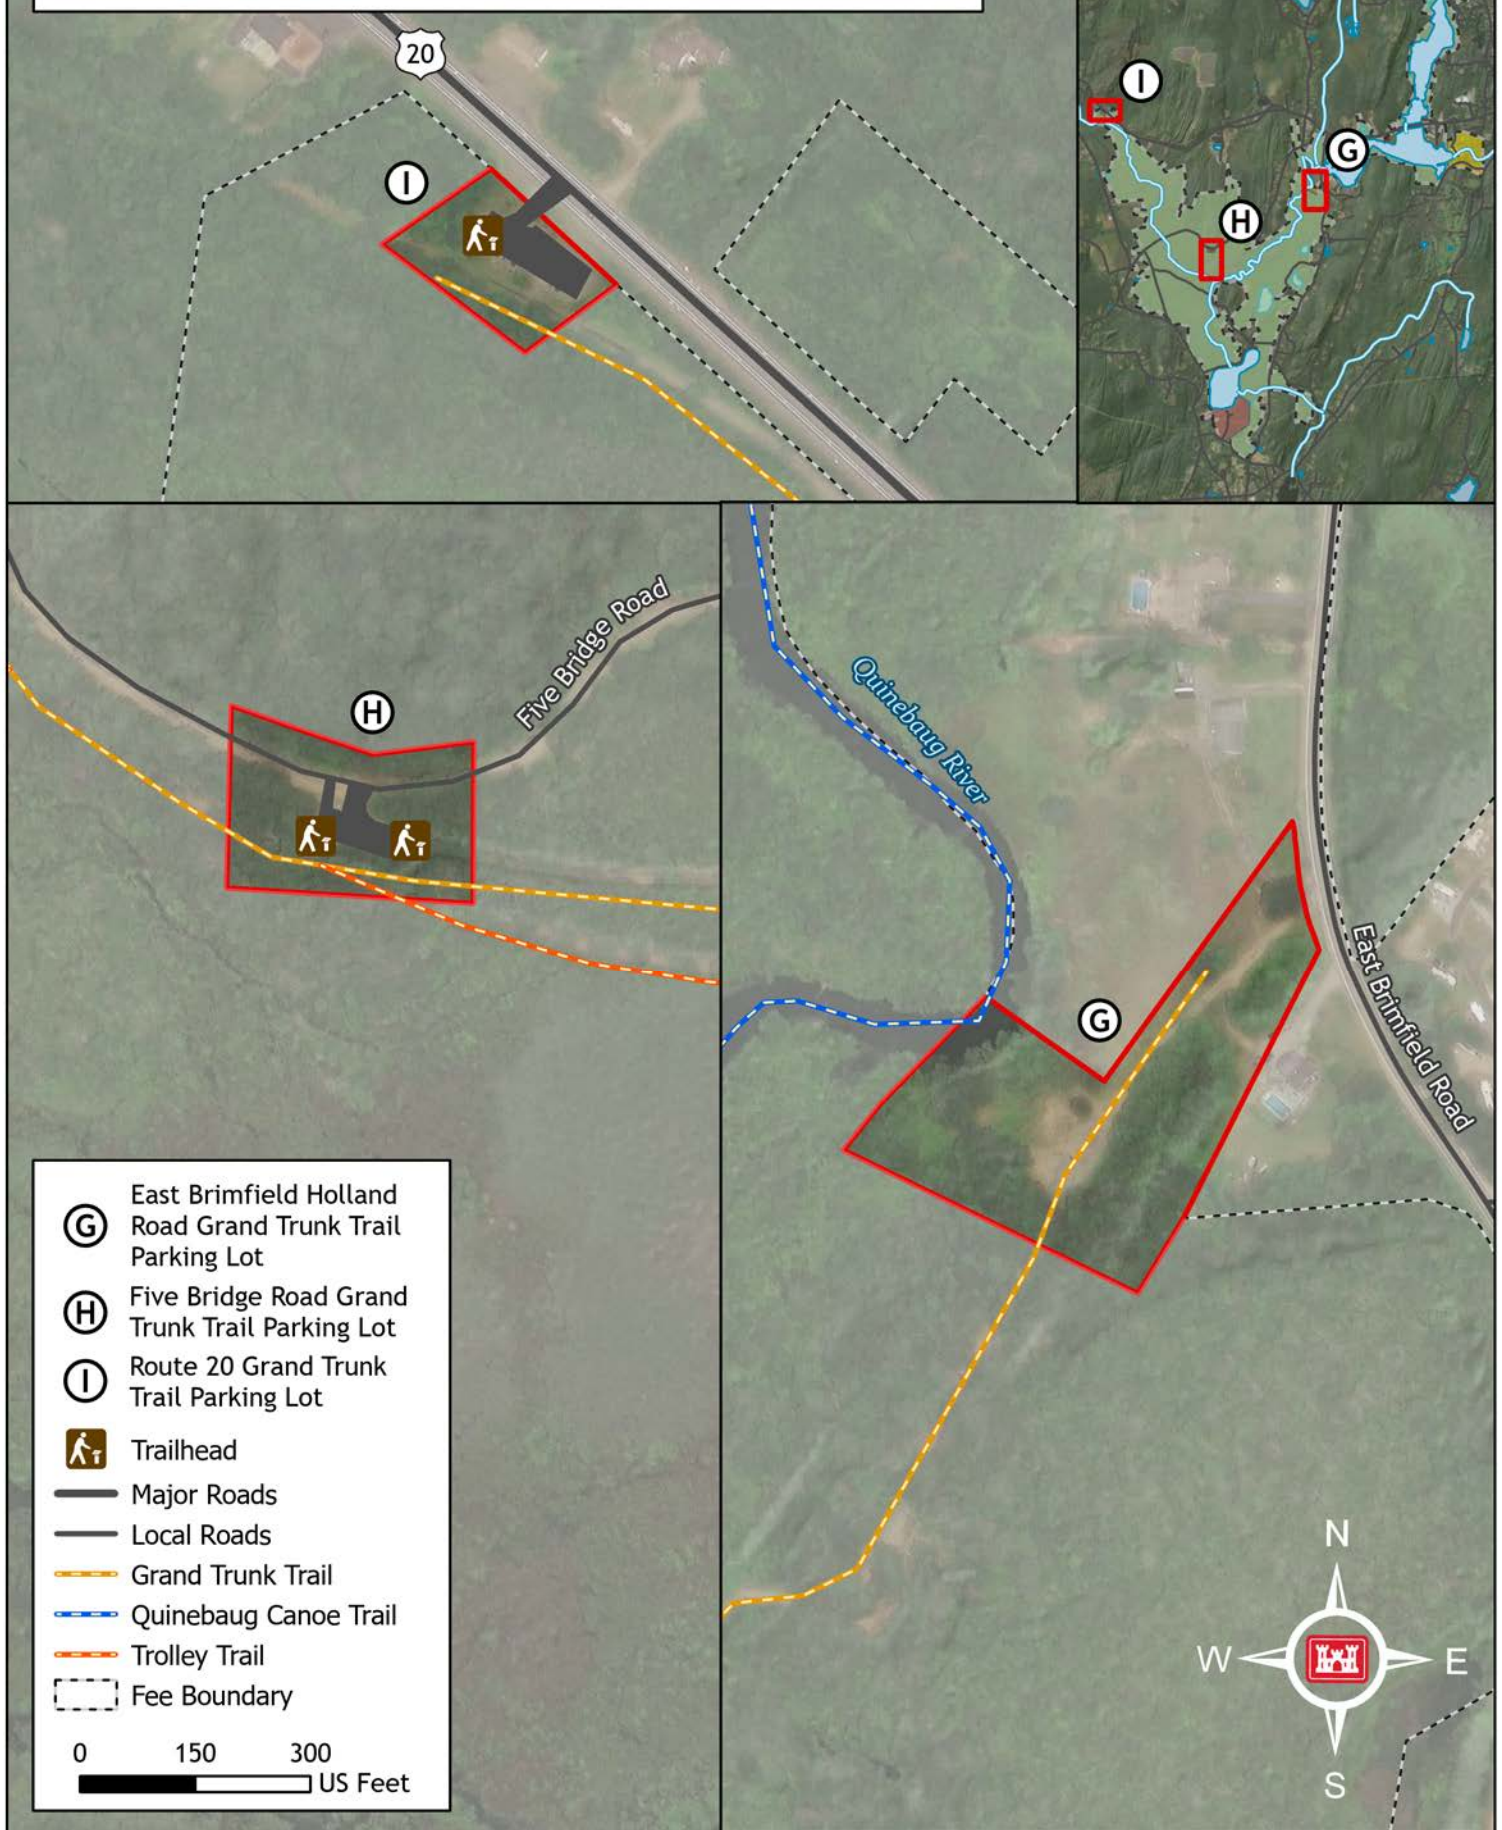 20
I
I
G
H
Five Bridge Road
H
Quinebaug River
G
East Brimfield Road
G
East Brimfield Holland
Road Grand Trunk Trail
Parking Lot
H
Five Bridge Road Grand
Trunk Trail Parking Lot
I
Route 20 Grand Trunk
Trail Parking Lot
Trailhead
Major Roads
Local Roads
Grand Trunk Trail
Quinebaug Canoe Trail
Trolley Trail
Fee Boundary
0 150 300
US Feet
N
W E
S